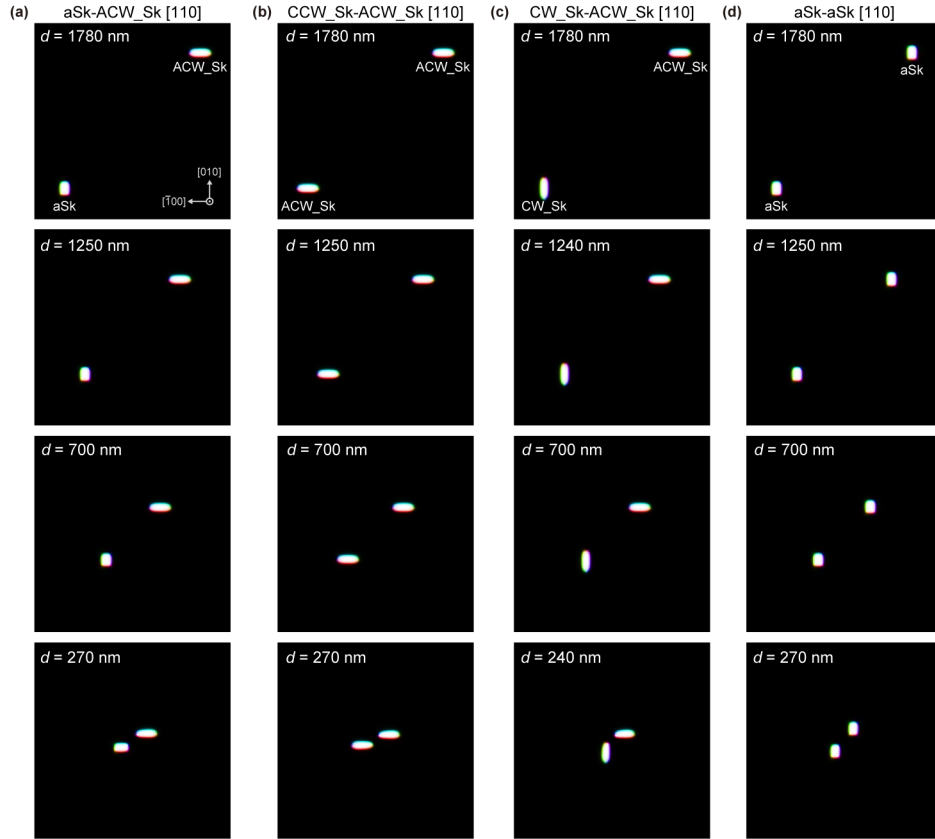 (a) aSk-ACW_Sk [110]
d = 1780 nm
ACW_Sk
[010]
[1̄00]
aSk
d = 1250 nm
d = 700 nm
d = 270 nm
(b) CCW_Sk-ACW_Sk [110]
d = 1780 nm
ACW_Sk
ACW_Sk
d = 1250 nm
d = 700 nm
d = 270 nm
(c) CW_Sk-ACW_Sk [110]
d = 1780 nm
ACW_Sk
CW_Sk
d = 1240 nm
d = 700 nm
d = 240 nm
(d) aSk-aSk [110]
d = 1780 nm
aSk
aSk
d = 1250 nm
d = 700 nm
d = 270 nm